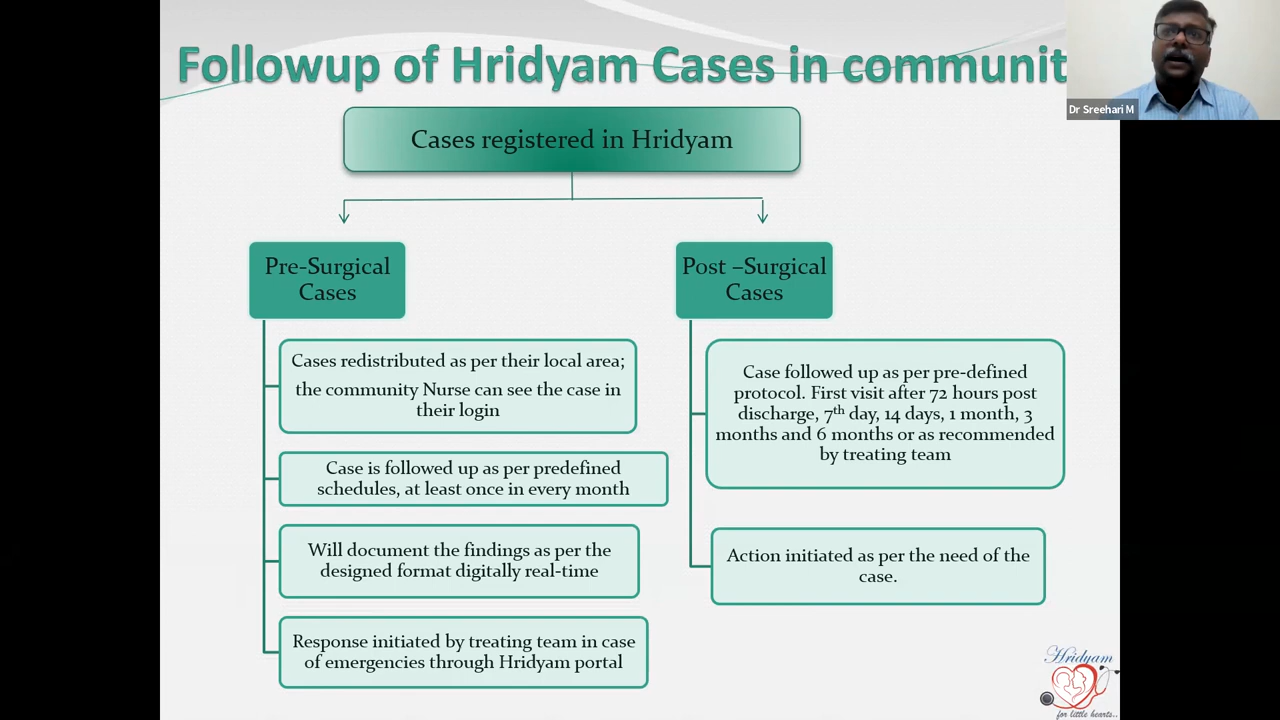 Followup of Hridyam Cases in communit
Dr Sreehari M
Cases registered in Hridyam
Pre-Surgical
Cases
Cases redistributed as per their local area;
the community Nurse can see the case in
their login
Case is followed up as per predefined
schedules, at least once in every month
Will document the findings as per the
designed format digitally real-time
Response initiated by treating team in case
of emergencies through Hridyam portal
Post –Surgical
Cases
Case followed up as per pre-defined
protocol. First visit after 72 hours post
discharge, 7th day, 14 days, 1 month, 3
months and 6 months or as recommended
by treating team
Action initiated as per the need of the
case.
Hridyam
for little hearts..